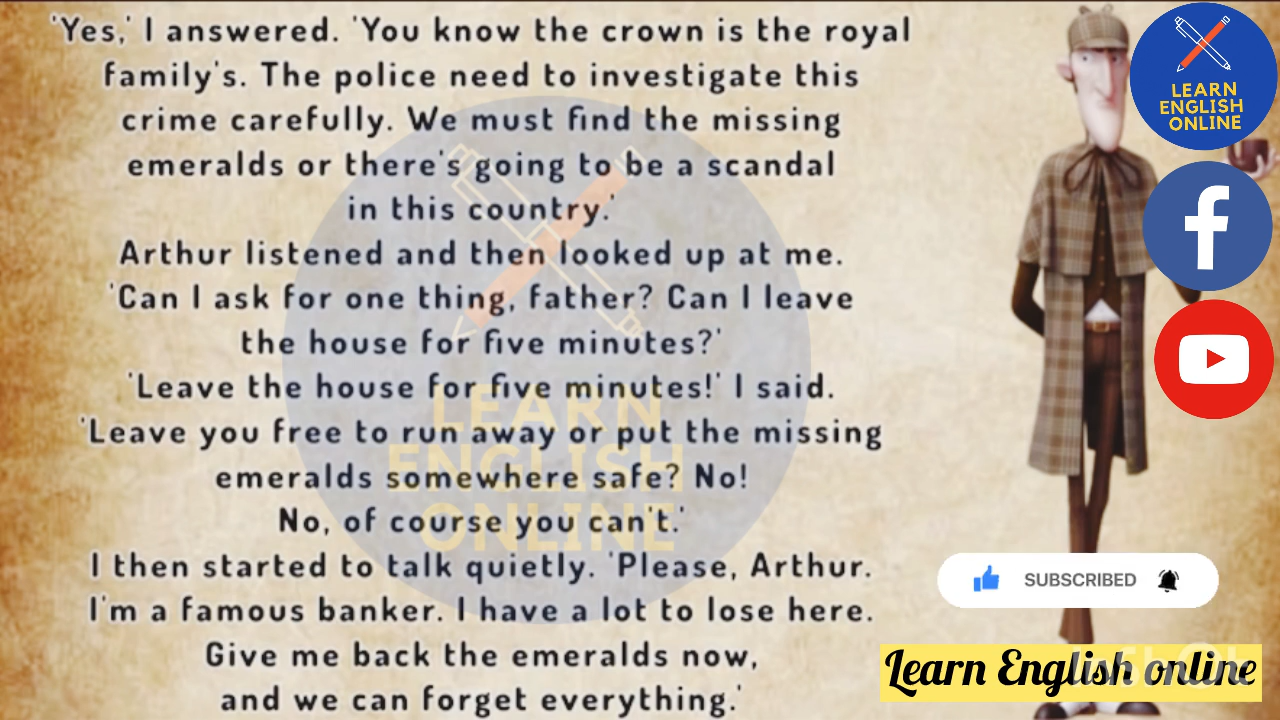 'Yes,' I answered. 'You know the crown is the royal
family's. The police need to investigate this
crime carefully. We must find the missing
emeralds or there's going to be a scandal
in this country.'
Arthur listened and then looked up at me.
'Can I ask for one thing, father? Can I leave
the house for five minutes?'
'Leave the house for five minutes!' I said.
'Leave you free to run away or put the missing
emeralds somewhere safe? No!
No, of course you can't.'
I then started to talk quietly. 'Please, Arthur.
I'm a famous banker. I have a lot to lose here.
Give me back the emeralds now,
and we can forget everything.'
LEARN
ENGLISH
ONLINE
LEARN
ENGLISH
ONLINE
SUBSCRIBED
Learn English online